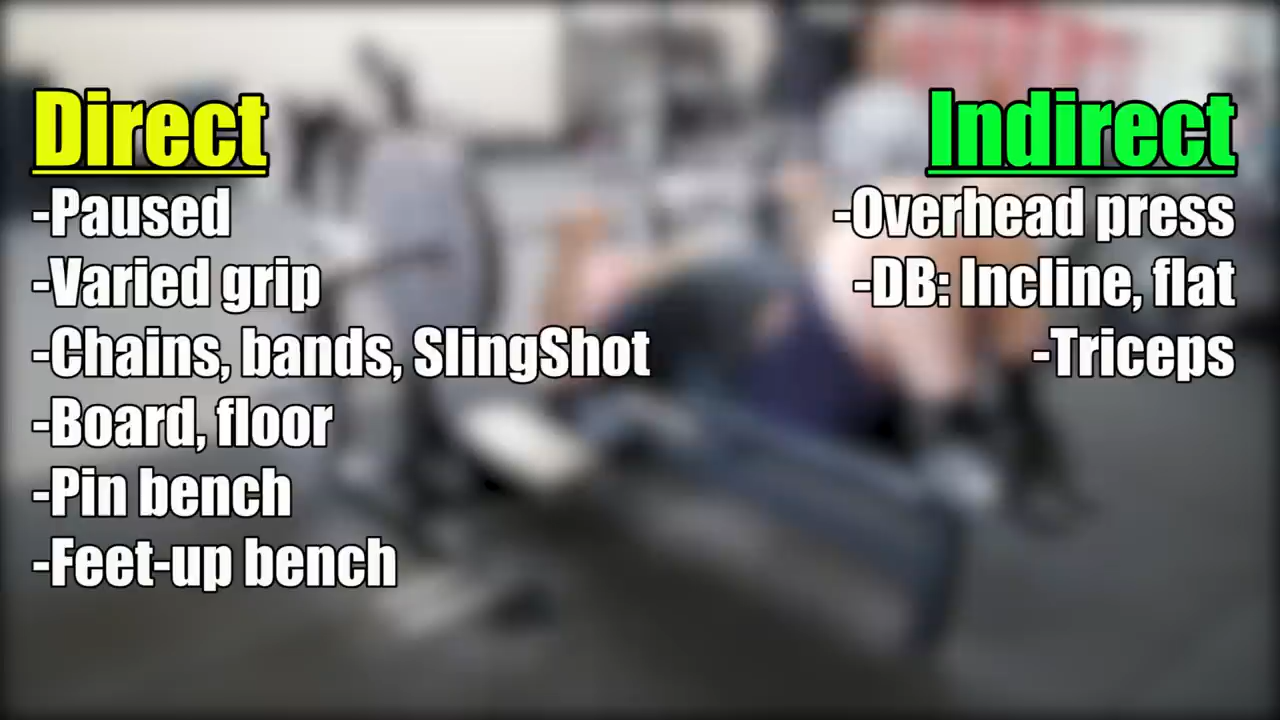 Direct
-Paused
-Varied grip
-Chains, bands, SlingShot
-Board, floor
-Pin bench
-Feet-up bench
Indirect
-Overhead press
-DB: Incline, flat
-Triceps